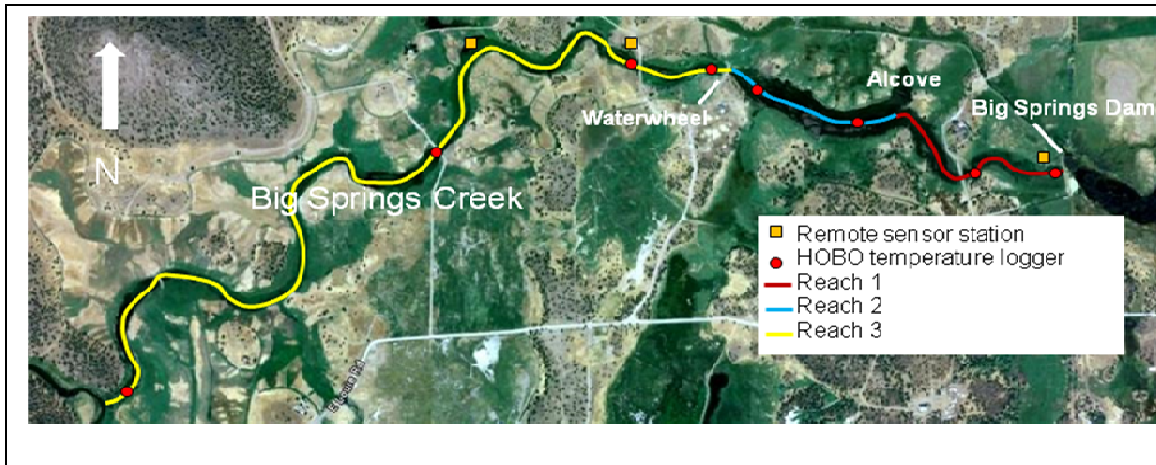 Alcove
Big Springs Dam
Waterwheel
N
Big Springs Creek
Remote sensor station
HOBO temperature logger
Reach 1
Reach 2
Reach 3